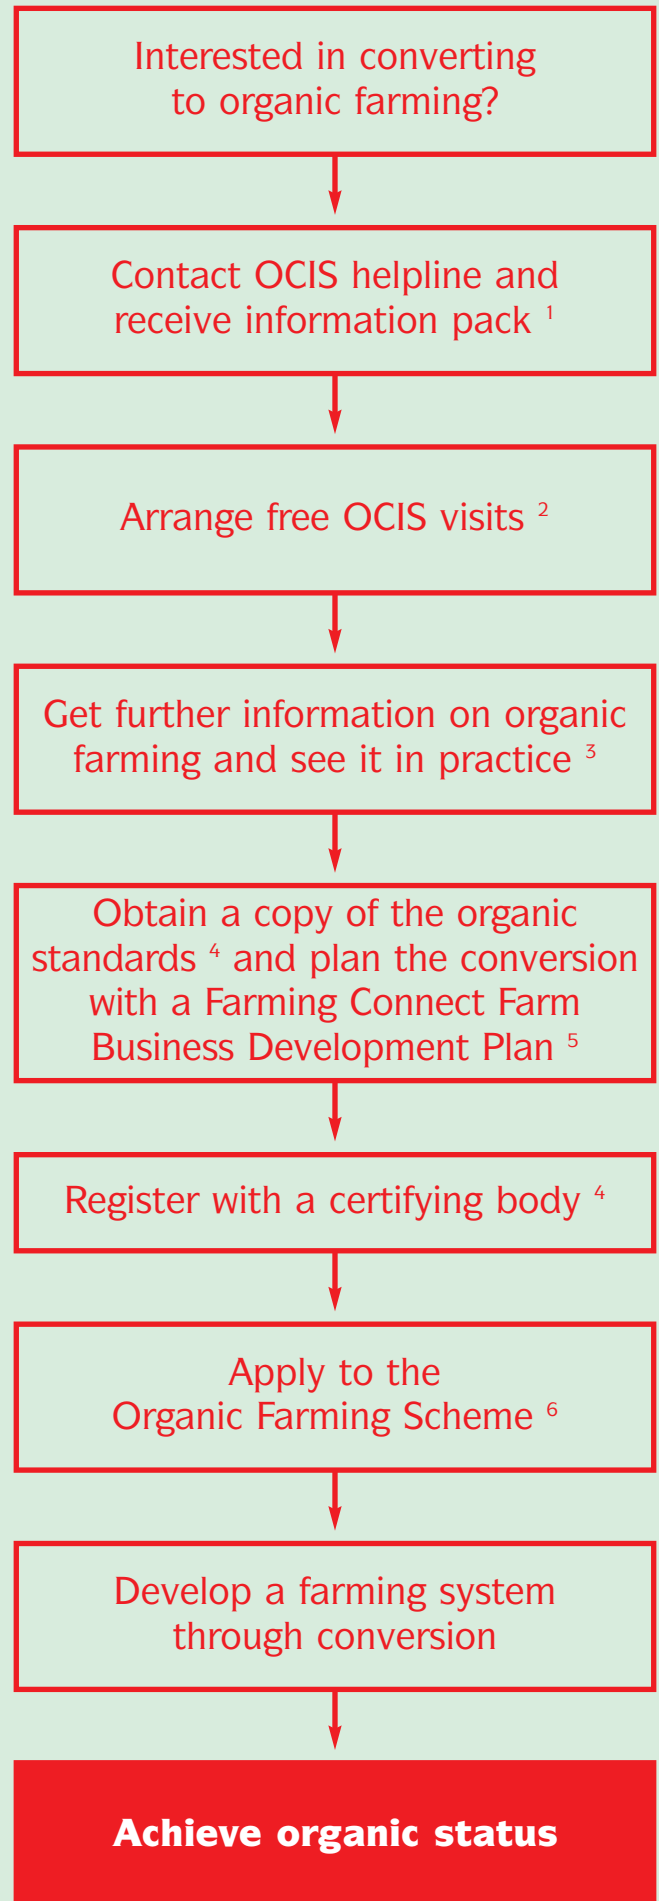 Interested in converting
to organic farming?
Contact OCIS helpline and
receive information pack 1
Arrange free OCIS visits 2
Get further information on organic
farming and see it in practice 3
Obtain a copy of the organic
standards 4 and plan the conversion
with a Farming Connect Farm
Business Development Plan 5
Register with a certifying body 4
Apply to the
Organic Farming Scheme 6
Develop a farming system
through conversion
Achieve organic status